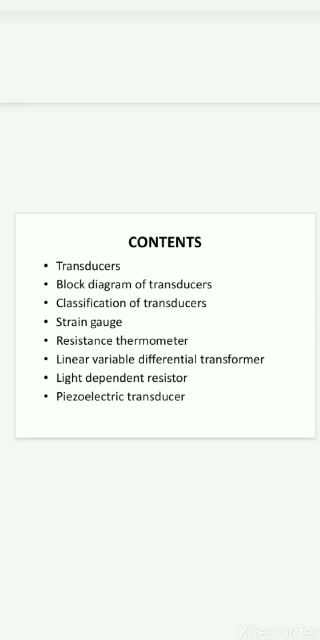 CONTENTS
• Transducers
• Block diagram of transducers
• Classification of transducers
• Strain gauge
• Resistance thermometer
• Linear variable differential transformer
• Light dependent resistor
• Piezoelectric transducer